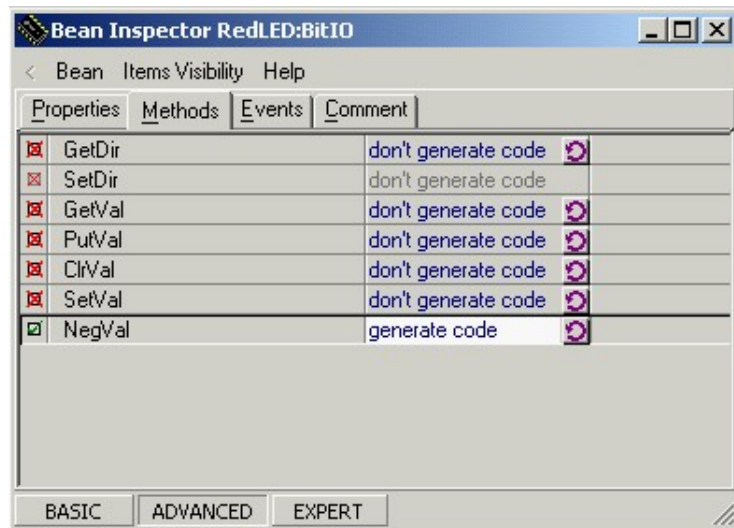 Bean Inspector RedLED:BitIO
< Bean Items Visibility Help
Properties Methods Events Comment
GetDir don't generate code
SetDir don't generate code
GetVal don't generate code
PutVal don't generate code
ClrVal don't generate code
SetVal don't generate code
NegVal generate code
BASIC ADVANCED EXPERT